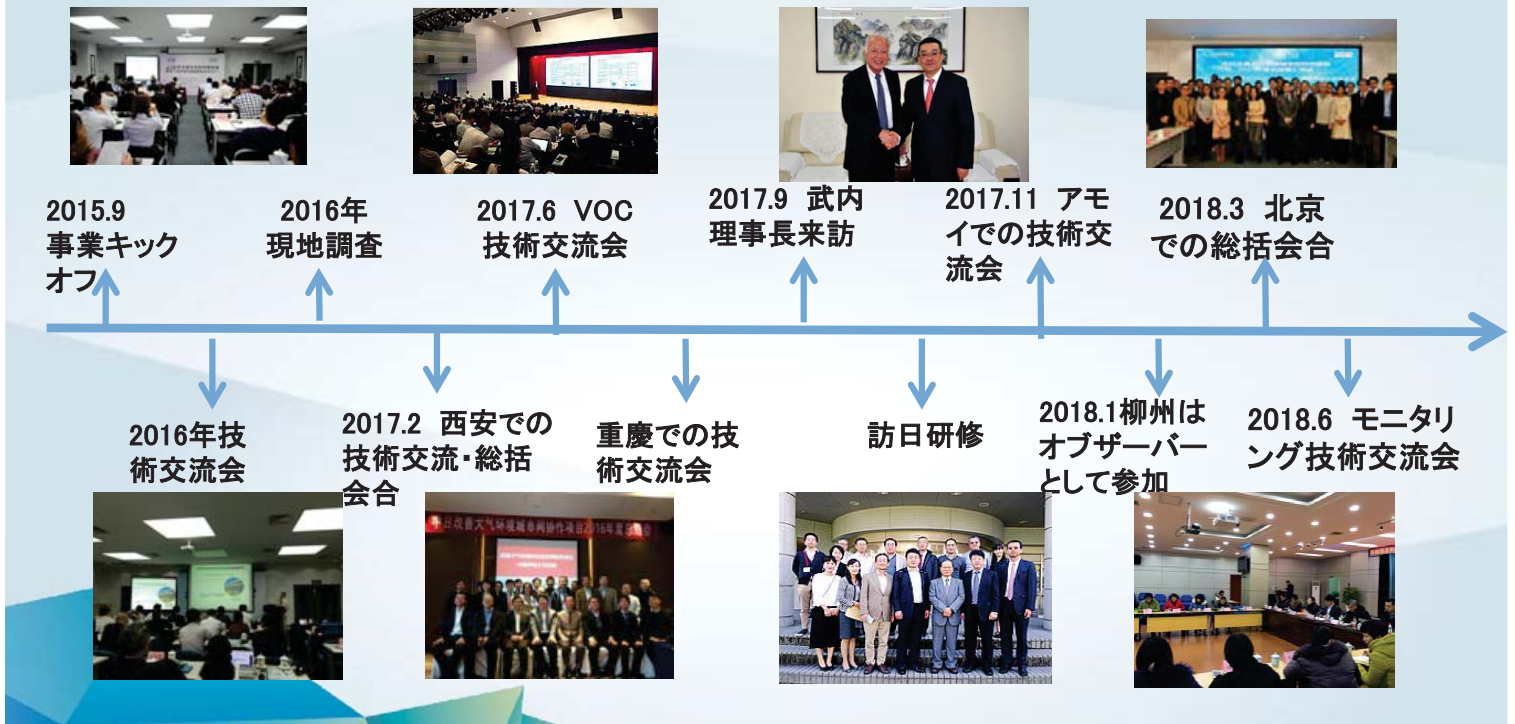 2015.9
事業キック
オフ
2016年
現地調査
2017.6 VOC
技術交流会
2017.9 武内
理事長来訪
2017.11 アモ
イでの技術交
流会
2018.3 北京
での総括会合
2016年技
術交流会
2017.2 西安での
技術交流・総括
会合
重慶での技
術交流会
訪日研修
2018.1柳州は
オブザーバー
として参加
2018.6 モニタリ
ング技術交流会